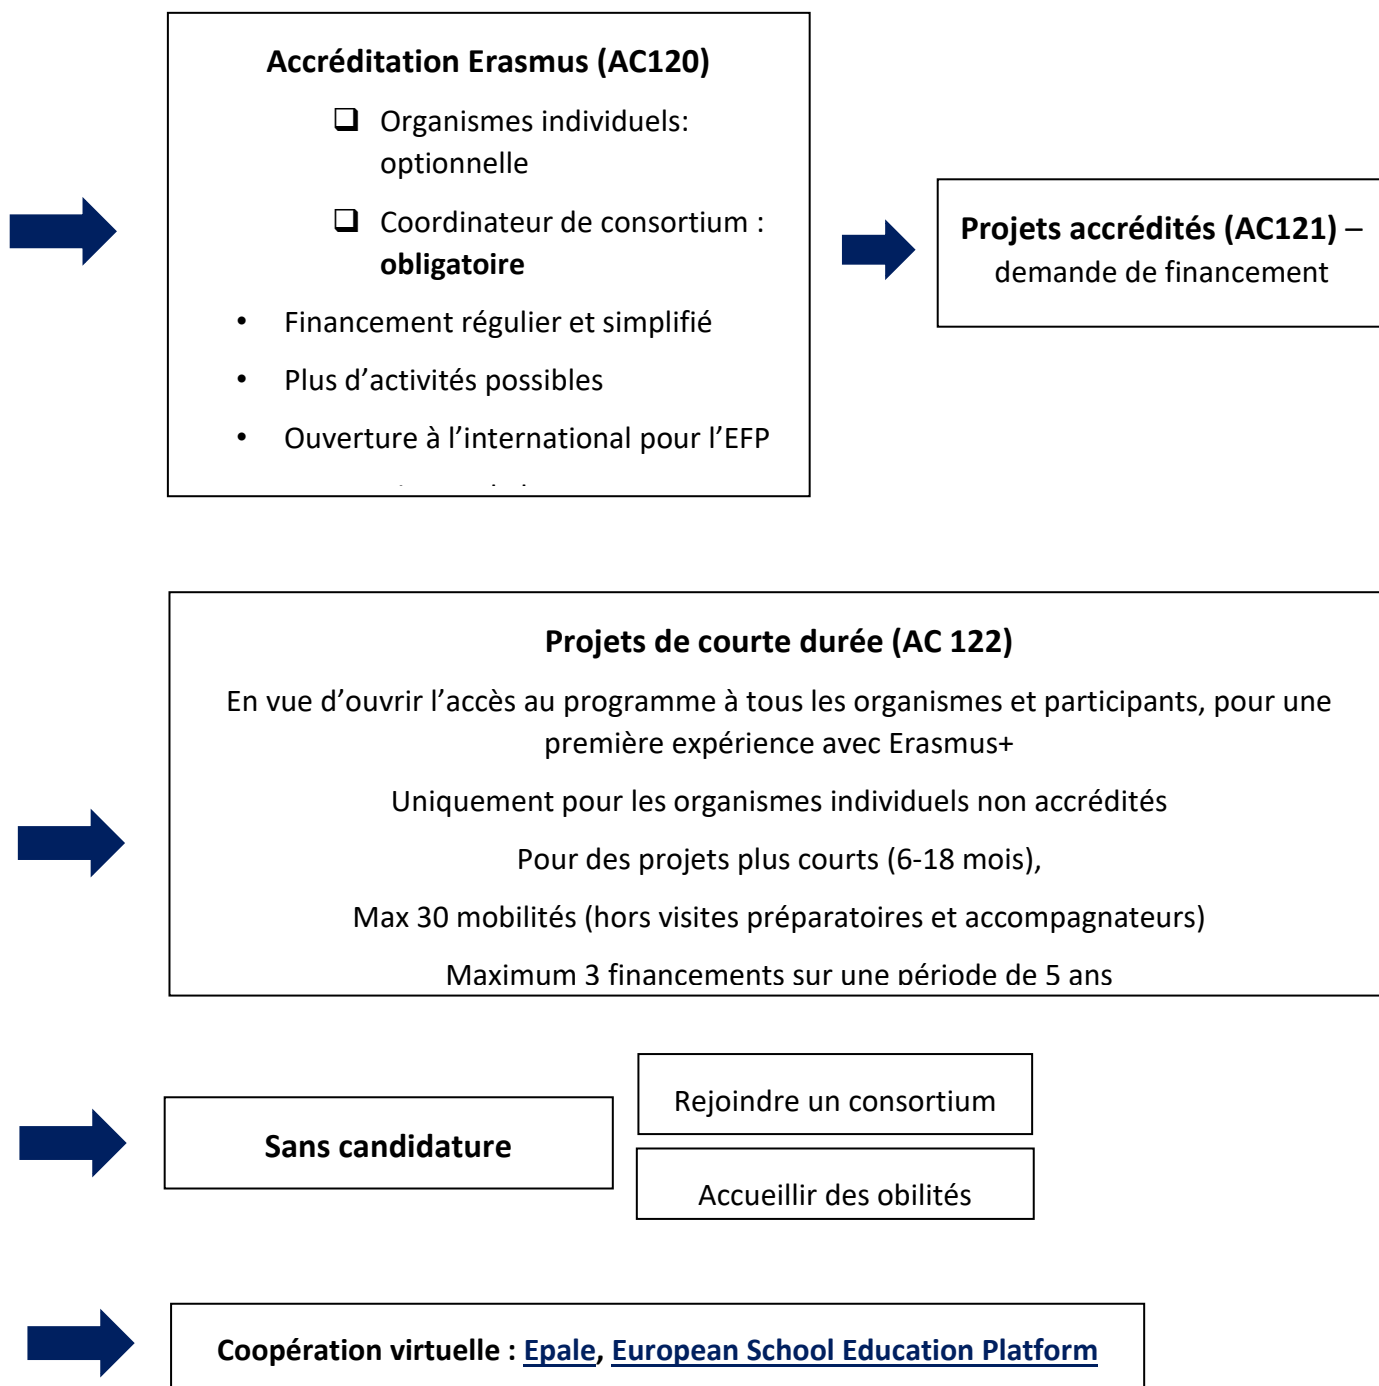 Accréditation Erasmus (AC120)
❑ Organismes individuels:
optionnelle
❑ Coordinateur de consortium :
obligatoire
• Financement régulier et simplifié
• Plus d’activités possibles
• Ouverture à l’international pour l’EFP
Projets accrédités (AC121) –
demande de financement
Projets de courte durée (AC 122)
En vue d’ouvrir l’accès au programme à tous les organismes et participants, pour une
première expérience avec Erasmus+
Uniquement pour les organismes individuels non accrédités
Pour des projets plus courts (6-18 mois),
Max 30 mobilités (hors visites préparatoires et accompagnateurs)
Maximum 3 financements sur une période de 5 ans
Sans candidature
Rejoindre un consortium
Accueillir des obilités
Coopération virtuelle : Epale, European School Education Platform